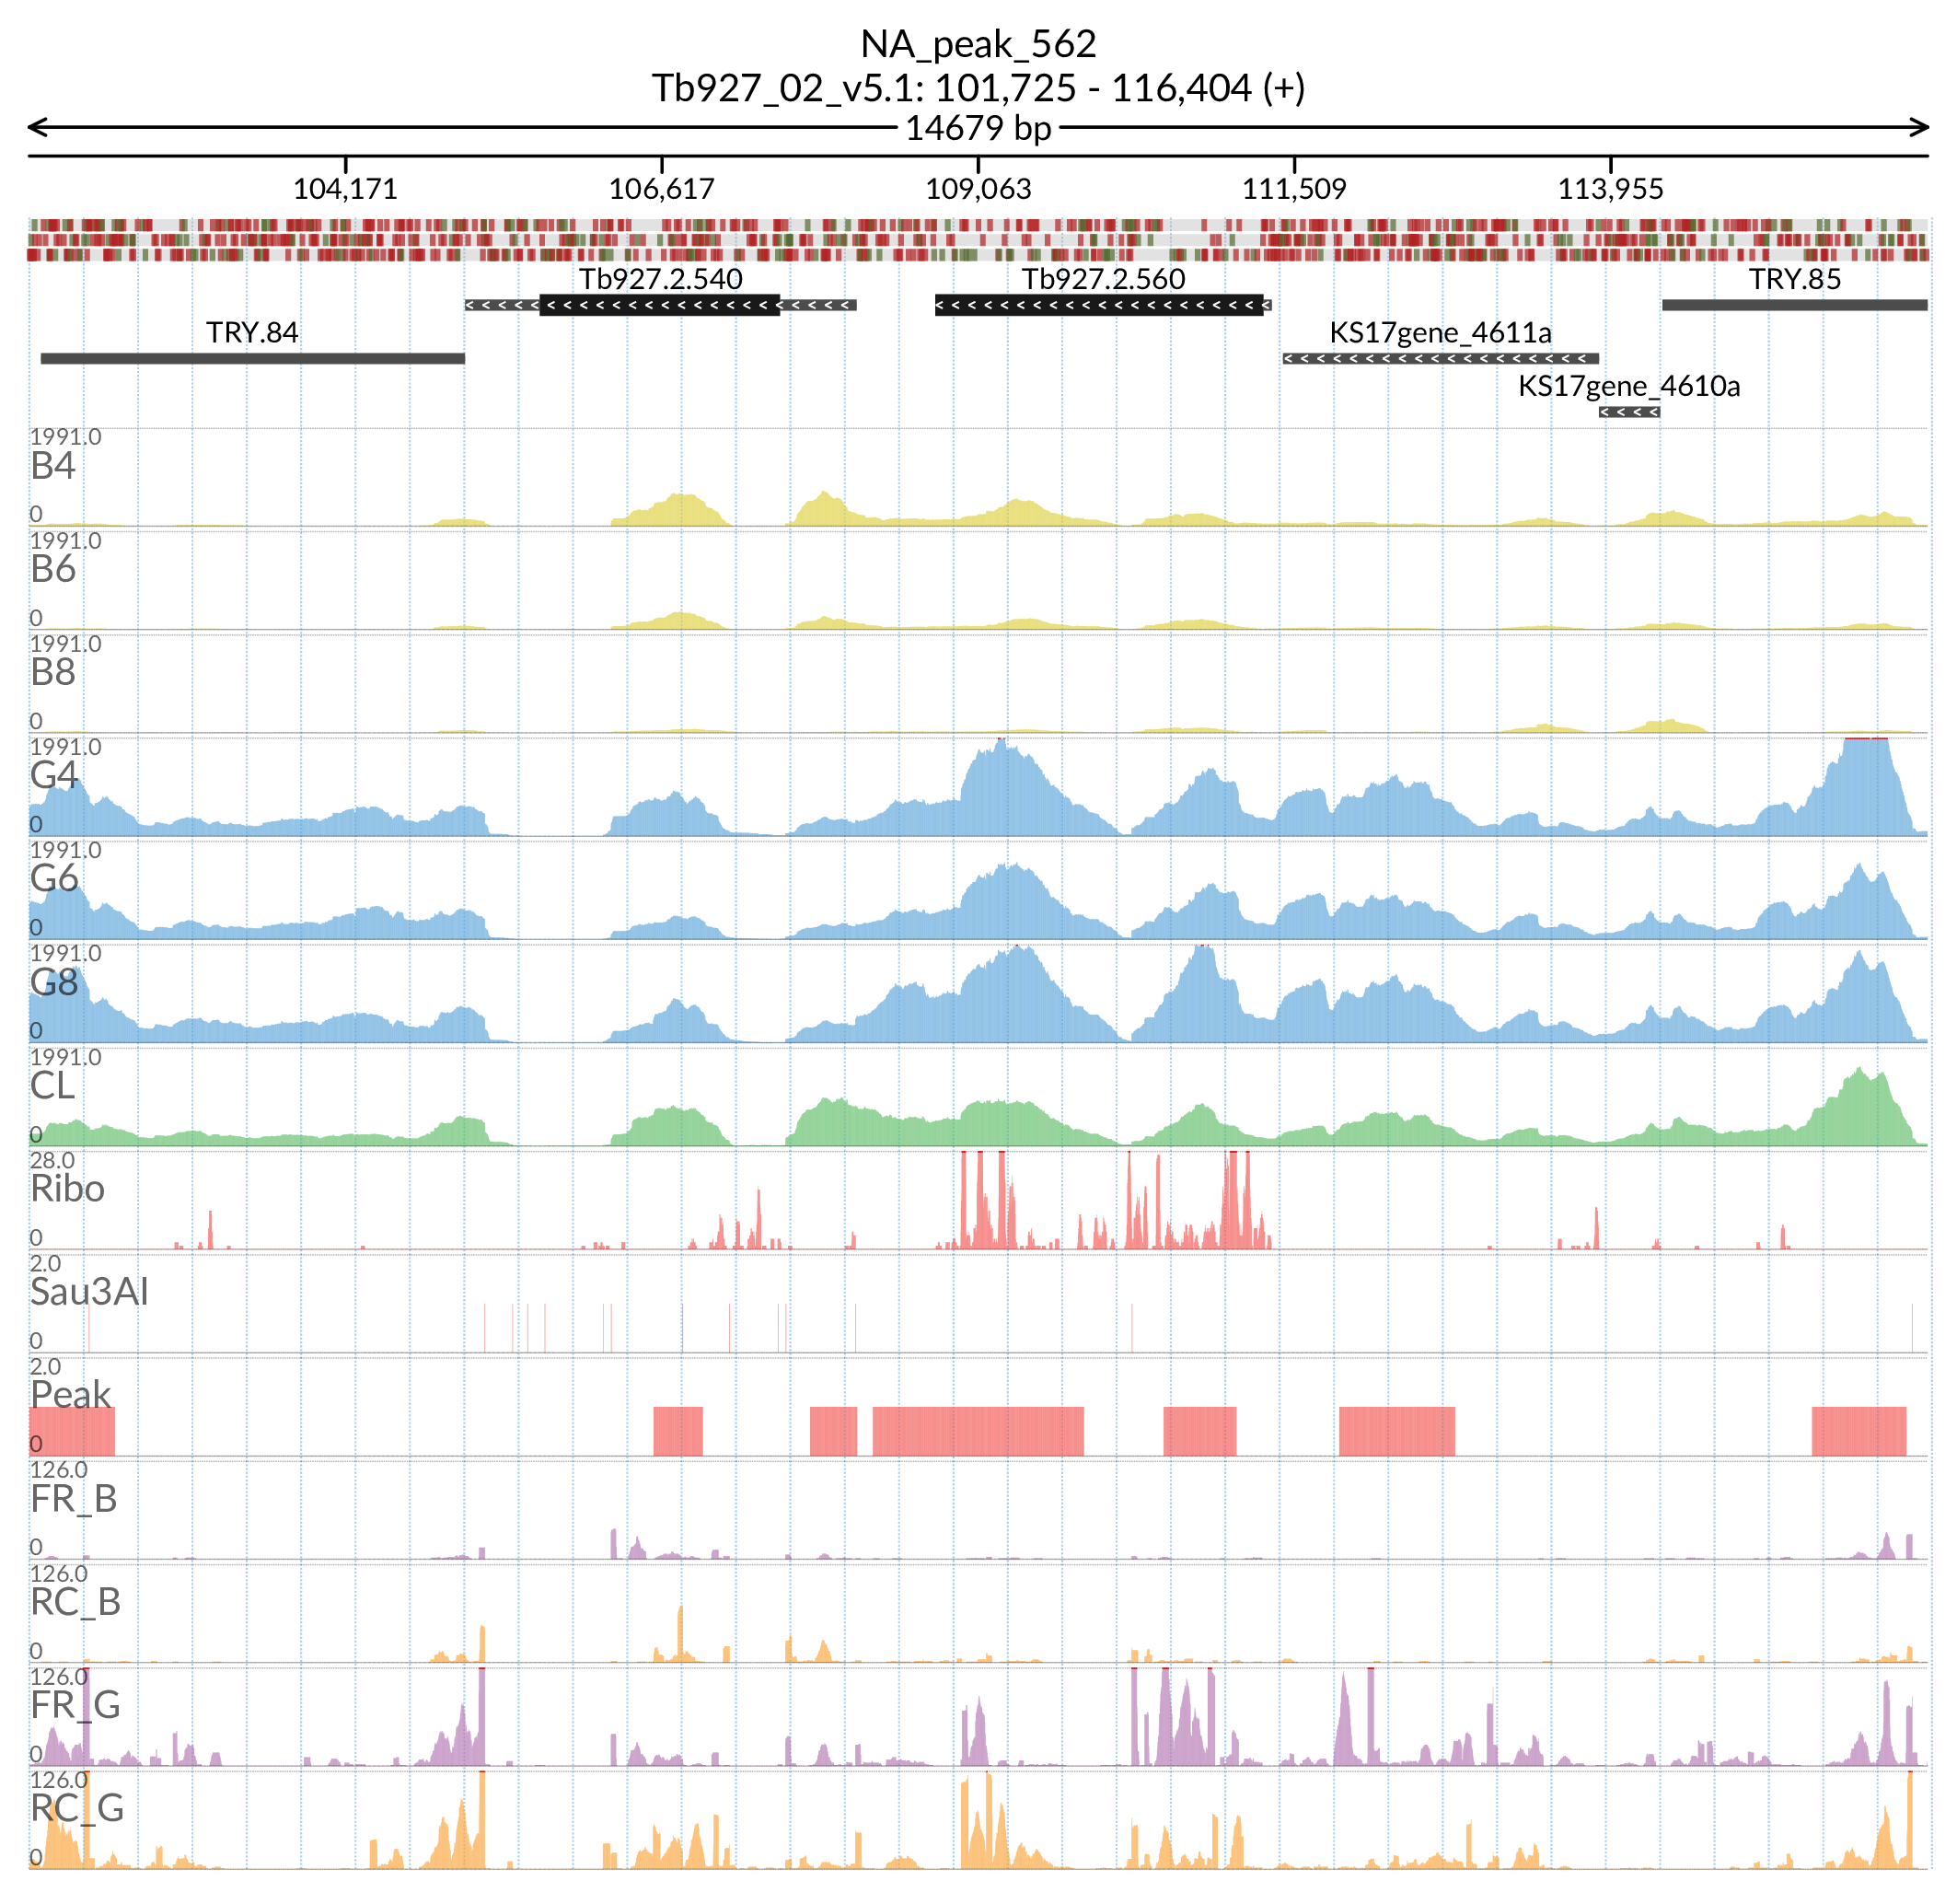 NA_peak_562
Tb927_02_v5.1: 101,725 - 116,404 (+)
14679 bp
104,171 106,617 109,063 111,509 113,955
Tb927.2.540 Tb927.2.560 TRY.85
TRY.84 KS17gene_4611a
KS17gene_4610a
1991.0
B4
0
1991.0
B6
0
1991.0
B8
0
1991.0
G4
0
1991.0
G6
0
1991.0
G8
0
1991.0
CL
0
28.0
Ribo
0
2.0
Sau3AI
0
2.0
Peak
0
126.0
FR_B
0
126.0
RC_B
0
126.0
FR_G
0
126.0
RC_G
0